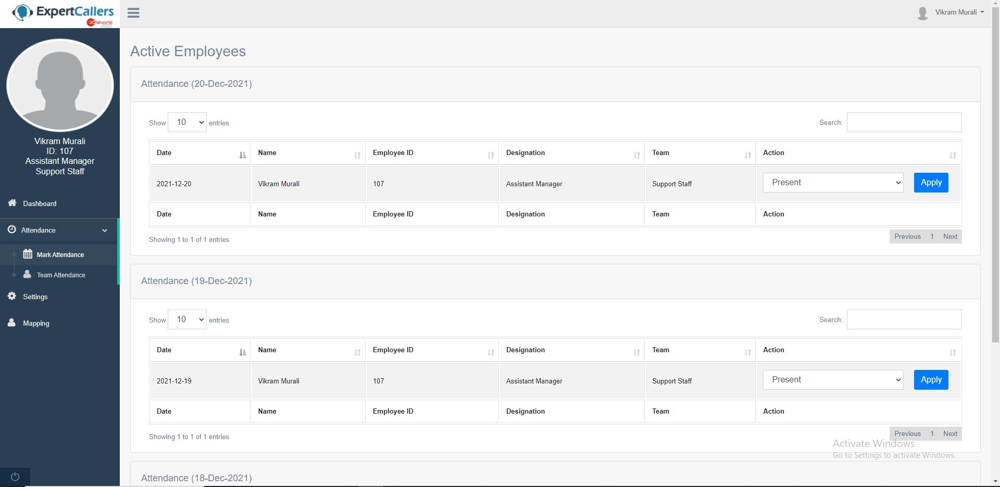 ExpertCallers
flatworld
Vikram Murali
Vikram Murali
ID: 107
Assistant Manager
Support Staff
Dashboard
Attendance
Mark Attendance
Team Attendance
Settings
Mapping
Active Employees
Attendance (20-Dec-2021)
Show 10 entries Search:
Date Name Employee ID Designation Team Action
2021-12-20 Vikram Murali 107 Assistant Manager Support Staff Present Apply
Date Name Employee ID Designation Team Action
Showing 1 to 1 of 1 entries Previous 1 Next
Attendance (19-Dec-2021)
Show 10 entries Search:
Date Name Employee ID Designation Team Action
2021-12-19 Vikram Murali 107 Assistant Manager Support Staff Present Apply
Date Name Employee ID Designation Team Action
Showing 1 to 1 of 1 entries Previous 1 Next
Activate Windows
Go to Settings to activate Windows.
Attendance (18-Dec-2021)